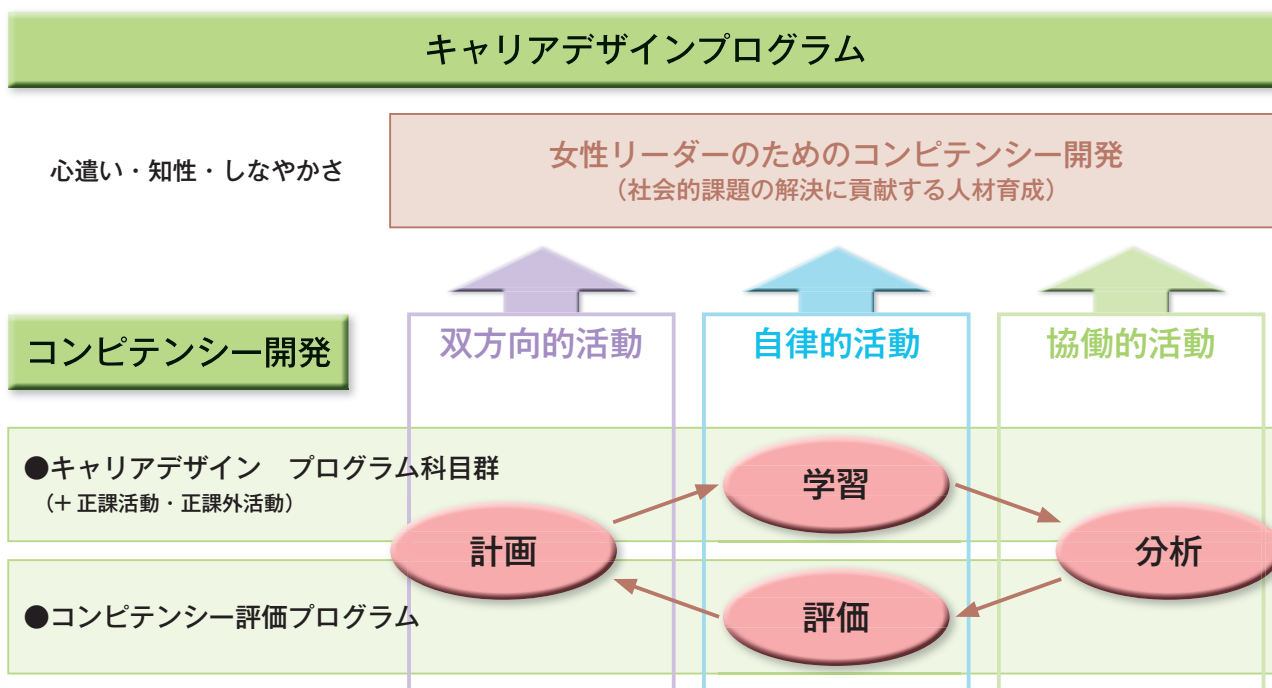 キャリアデザインプログラム
心遣い・知性・しなやかさ
女性リーダーのためのコンピテンシー開発
（社会的課題の解決に貢献する人材育成）
コンピテンシー開発
双方向的活動
自律的活動
協働的活動
●キャリアデザイン　プログラム科目群
（＋正課活動・正課外活動）
学習
計画
分析
●コンピテンシー評価プログラム
評価